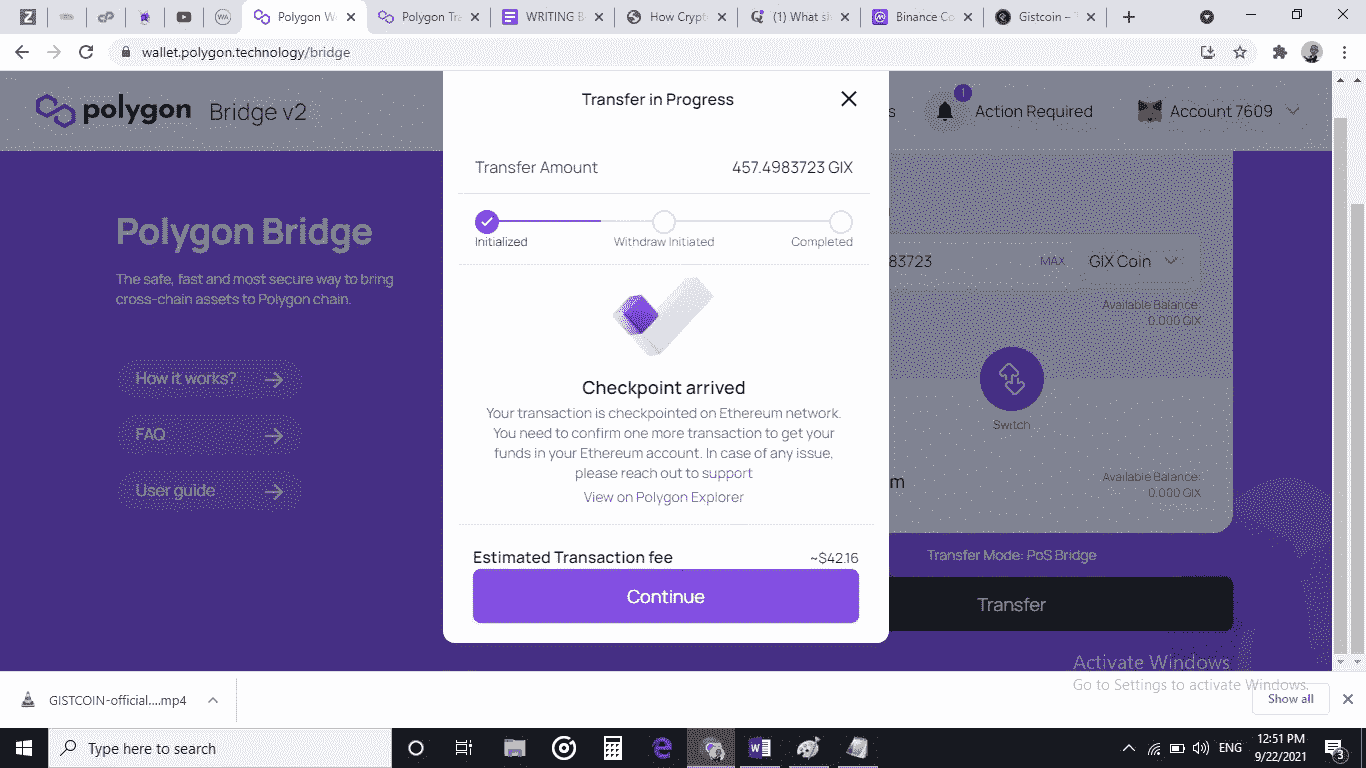 Polygon W
Polygon Tra
WRITING B
How Crypt
(1) What sh
Binance Co
Gistcoin –
wallet.polygon.technology/bridge
polygon Bridge v2
1
Action Required
Account 7609
Transfer in Progress
Transfer Amount 457.4983723 GIX
Initialized Withdraw Initiated Completed
Polygon Bridge
The safe, fast and most secure way to bring
cross-chain assets to Polygon chain.
How it works?
FAQ
User guide
Checkpoint arrived
Your transaction is checkpointed on Ethereum network.
You need to confirm one more transaction to get your
funds in your Ethereum account. In case of any issue,
please reach out to support
View on Polygon Explorer
Estimated Transaction fee ~$42.16
Continue
83723 MAX GIX Coin
Available Balance:
0.000 GIX
Switch
m
Available Balance:
0.000 GIX
Transfer Mode: PoS Bridge
Transfer
Activate Windows
Go to Settings to activate Windows.
GISTCOIN-official....mp4
Show all
Type here to search
ENG
12:51 PM
9/22/2021
3